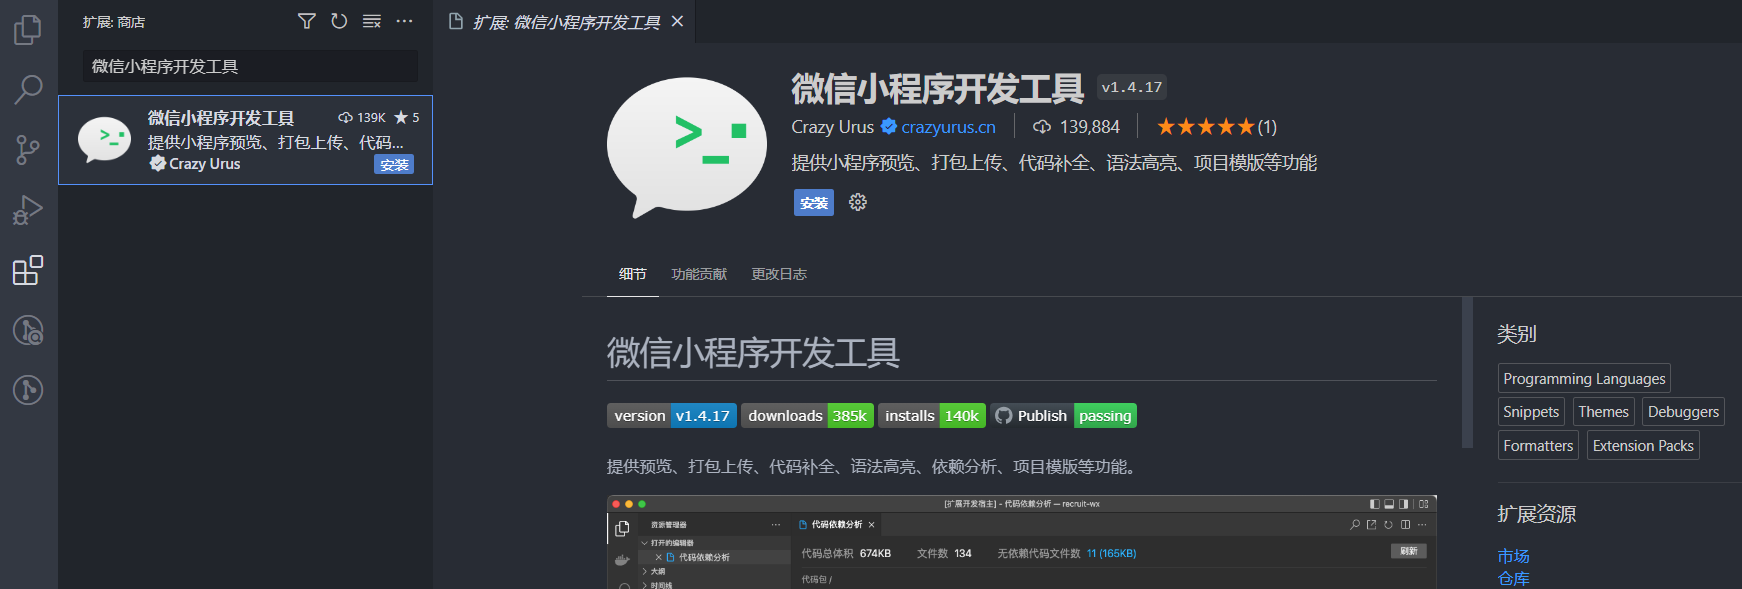 扩展: 商店
微信小程序开发工具
微信小程序开发工具 139K ★ 5
提供小程序预览、打包上传、代码...
Crazy Urus 安装
扩展: 微信小程序开发工具
微信小程序开发工具 v1.4.17
Crazy Urus crazyurus.cn 139,884 ★★★★★(1)
提供小程序预览、打包上传、代码补全、语法高亮、项目模版等功能
安装
细节 功能贡献 更改日志
微信小程序开发工具
version v1.4.17 downloads 385k installs 140k Publish passing
提供预览、打包上传、代码补全、语法高亮、依赖分析、项目模版等功能。
[扩展开发宿主] - 代码依赖分析 — recruit-wx
资源管理器 代码依赖分析
打开的编辑器
代码依赖分析
大纲
时间线
代码总体积 674KB 文件数 134 无依赖代码文件数 11 (165KB) 刷新
代码包 /
类别
Programming Languages
Snippets Themes Debuggers
Formatters Extension Packs
扩展资源
市场
仓库